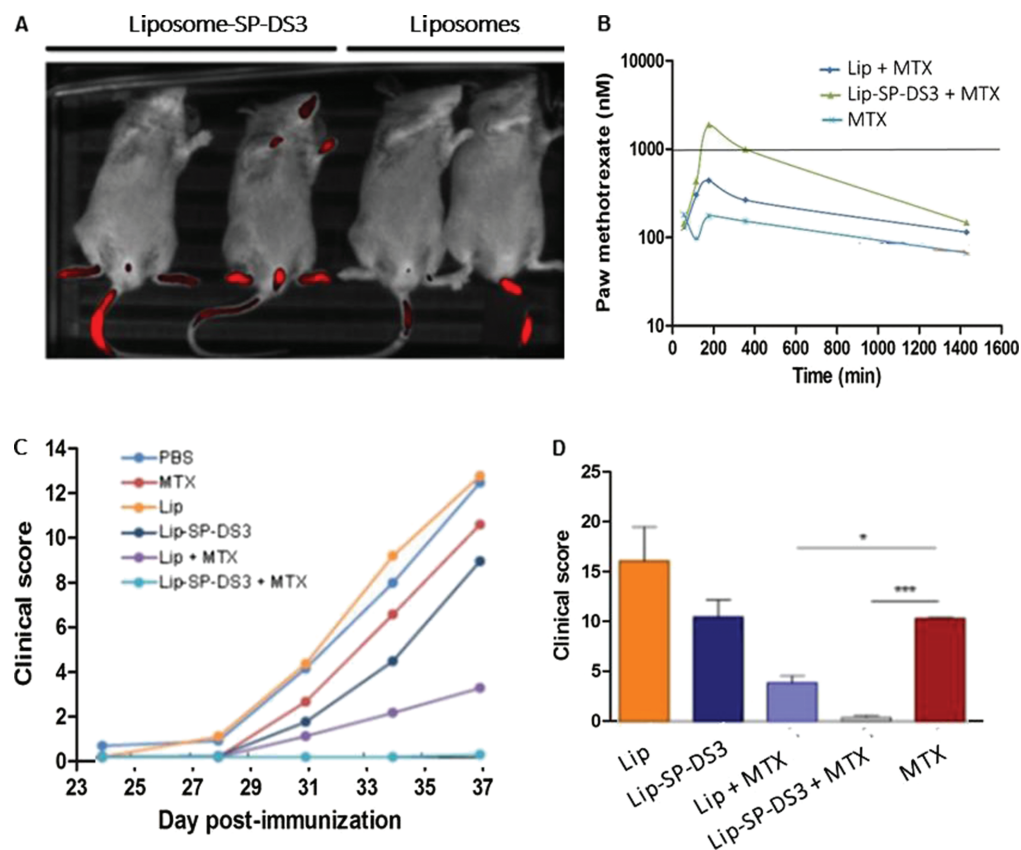 A
Liposome-SP-DS3
Liposomes
B
Paw methotrexate (nM)
10000
1000
100
10
Lip + MTX
Lip-SP-DS3 + MTX
MTX
0 200 400 600 800 1000 1200 1400 1600
Time (min)
C
Clinical score
14
12
10
8
6
4
2
0
PBS
MTX
Lip
Lip-SP-DS3
Lip + MTX
Lip-SP-DS3 + MTX
23 25 27 29 31 33 35 37
Day post-immunization
D
Clinical score
25
20
15
10
5
0
*
***
Lip
Lip-SP-DS3
Lip + MTX
Lip-SP-DS3 + MTX
MTX